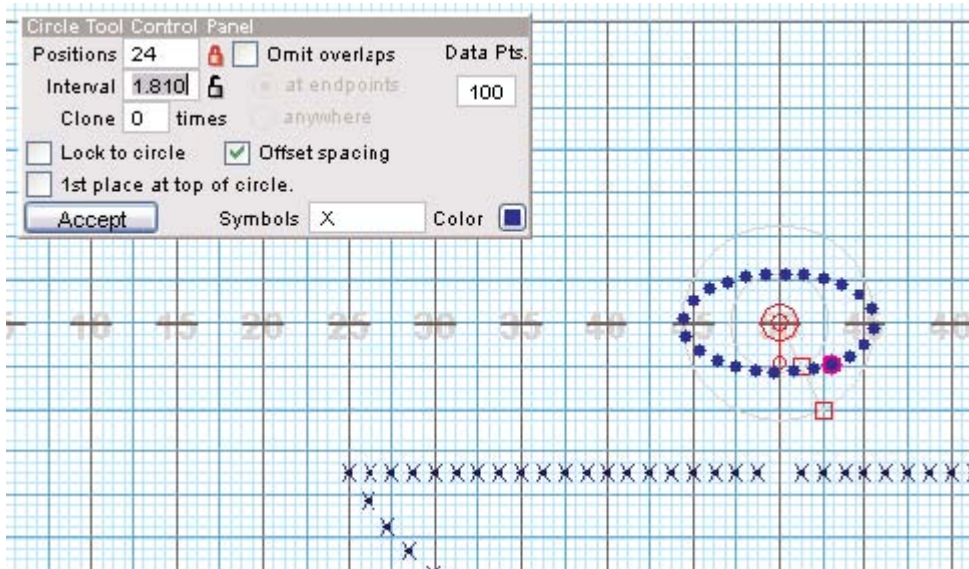 Circle Tool Control Panel
Positions 24 Omit overlaps Data Pts.
Interval 1.810 at endpoints 100
Clone 0 times anywhere
Lock to circle Offset spacing
1st place at top of circle.
Accept Symbols X Color
10 15 20 25 30 35 40 45 45 40